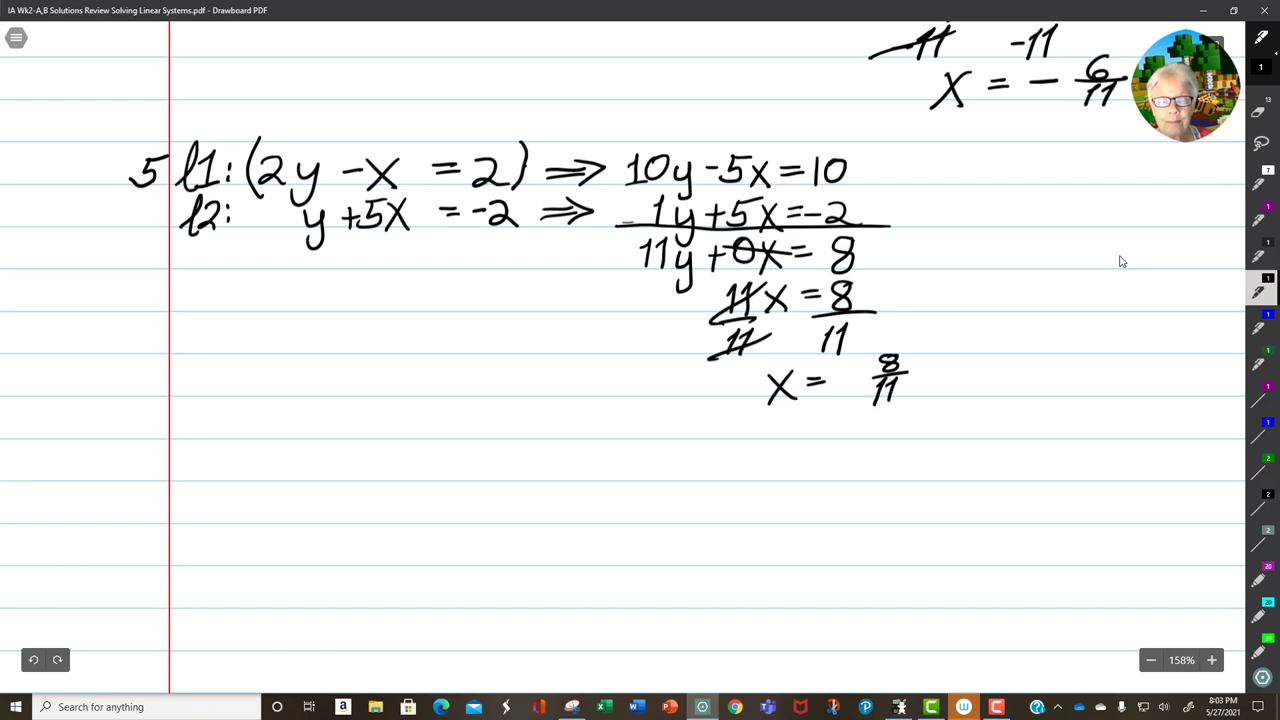 IA Wk2-A,B Solutions Review Solving Linear Systems.pdf - Drawboard PDF
-11 -11
x = - 6/11
5 l1: (2y - x = 2) ⇒ 10y - 5x = 10
l2: y + 5x = -2 ⇒ 1y + 5x = -2
11y + 0x = 8
11x = 8
11 11
x = 8/11
158%
Search for anything
8:03 PM
5/27/2021